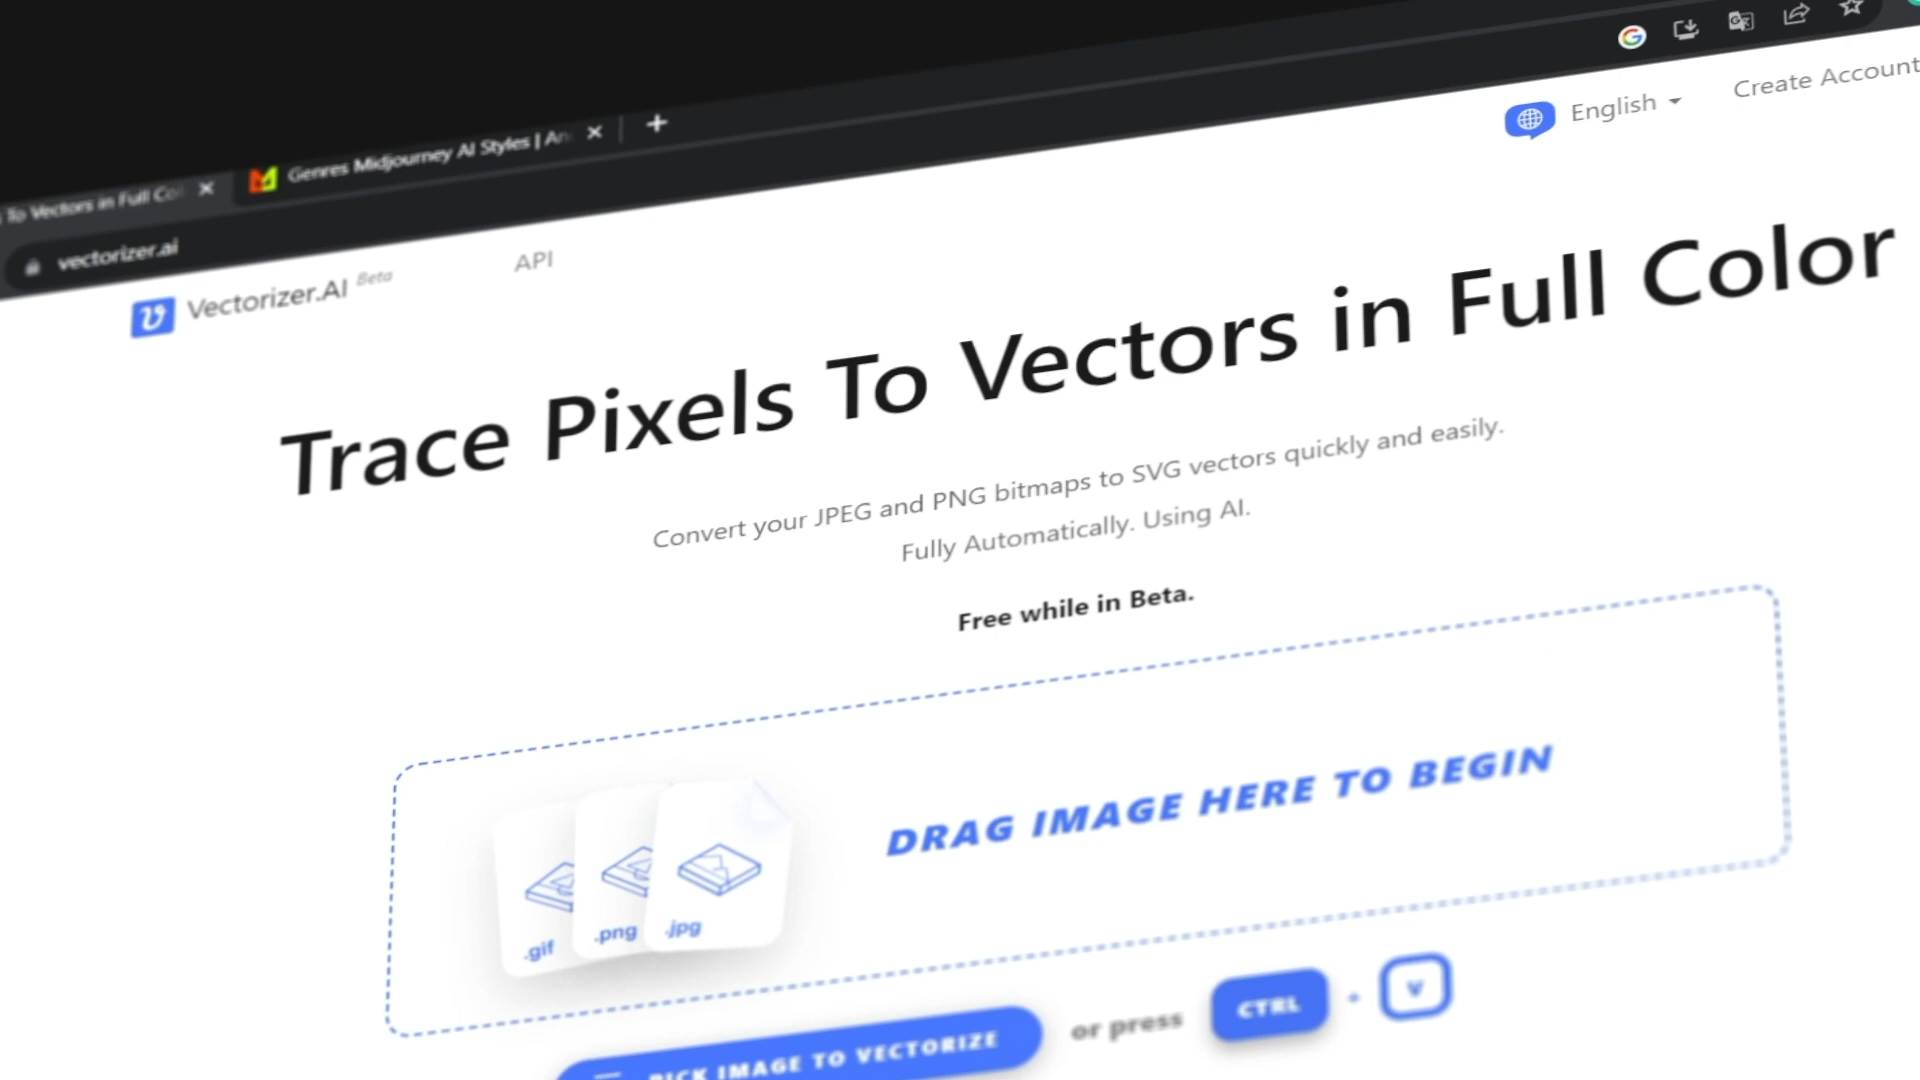 To Vectors in Full Co
Genres Midjourney AI Styles | An
vectorizer.ai
English
Create Account
Vectorizer.AI Beta
API
Trace Pixels To Vectors in Full Color
Convert your JPEG and PNG bitmaps to SVG vectors quickly and easily.
Fully Automatically. Using AI.
Free while in Beta.
DRAG IMAGE HERE TO BEGIN
.gif
.png
.jpg
PICK IMAGE TO VECTORIZE
or press
CTRL
+
V